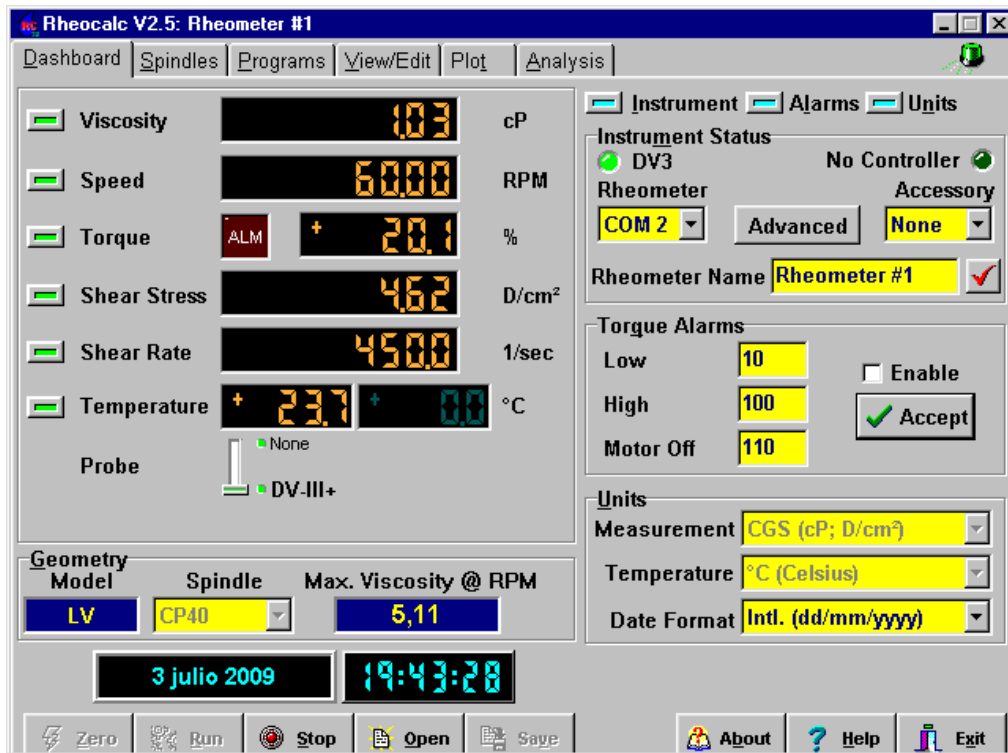 Rheocalc V2.5: Rheometer #1
Dashboard Spindles Programs View/Edit Plot Analysis
Viscosity 1.03 cP
Speed 60.00 RPM
Torque ALM + 20.1 %
Shear Stress 4.62 D/cm²
Shear Rate 450.0 1/sec
Temperature + 23.7 + 0.0 °C
Probe
None
DV-III+
Geometry
Model Spindle Max. Viscosity @ RPM
LV CP40 5,11
3 julio 2009 19:43:28
Instrument Alarms Units
Instrument Status
DV3 No Controller
Rheometer Accessory
COM 2 Advanced None
Rheometer Name Rheometer #1
Torque Alarms
Low 10
Enable
High 100
Accept
Motor Off 110
Units
Measurement CGS (cP; D/cm²)
Temperature °C (Celsius)
Date Format Intl. (dd/mm/yyyy)
Zero Run Stop Open Save About Help Exit